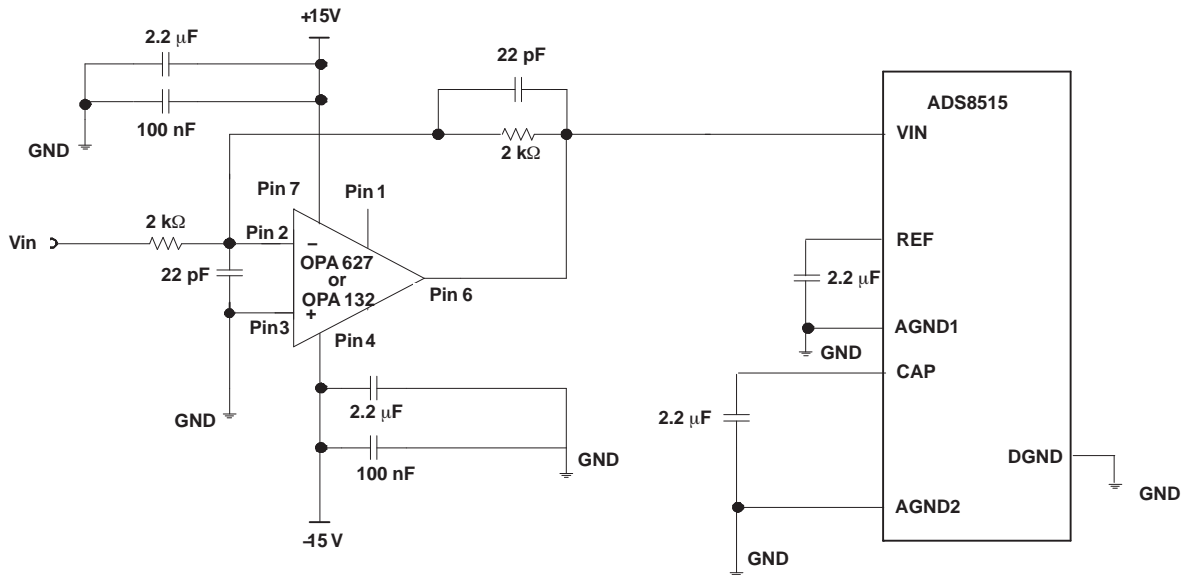 +15V
2.2 μF
22 pF
ADS8515
100 nF
VIN
GND
2 kΩ
Pin 7
Pin 1
2 kΩ
Vin
Pin 2
–
REF
OPA 627
22 pF
or
2.2 μF
OPA 132
Pin 6
+
Pin3
Pin 4
AGND1
GND
CAP
GND
2.2 μF
2.2 μF
GND
DGND
100 nF
GND
AGND2
–15 V
GND